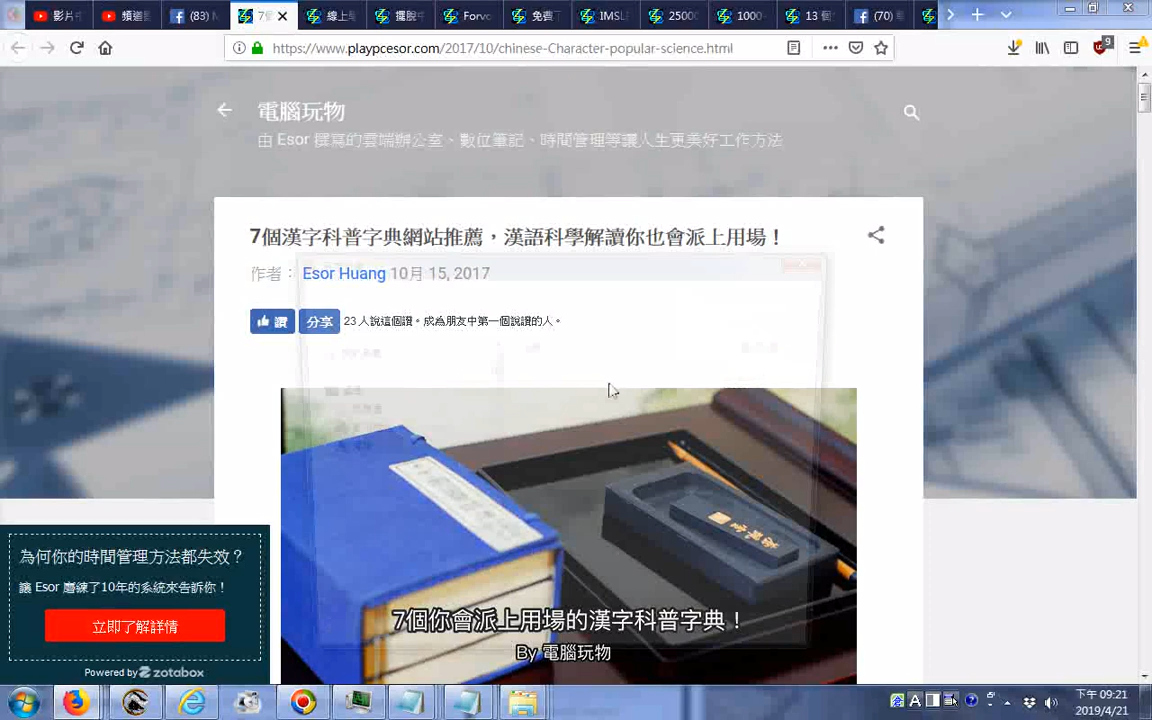 影片中
頻道影
(83) N
7個
線上學
擺脫中
Forvo
免費丁
IMSL
25000
1000
13 個
(70)
https://www.playpcesor.com/2017/10/chinese-Character-popular-science.html
9
電腦玩物
由 Esor 撰寫的雲端辦公室、數位筆記、時間管理等讓人生更美好工作方法
7個漢字科普字典網站推薦，漢語科學解讀你也會派上用場！
作者： Esor Huang 10月 15, 2017
讚 分享 23 人說這個讚。成為朋友中第一個說讚的人。
7個你會派上用場的漢字科普字典！
By 電腦玩物
為何你的時間管理方法都失效？
讓 Esor 磨練了10年的系統來告訴你！
立即了解詳情
Powered by zotabox
A
下午 09:21
2019/4/21